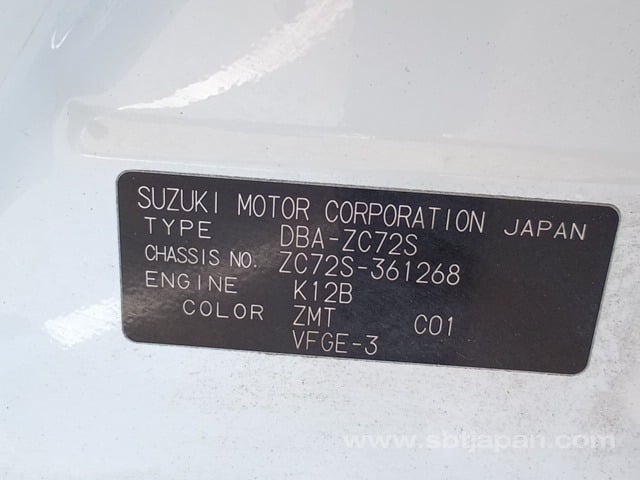 SUZUKI MOTOR CORPORATION JAPAN
TYPE DBA-ZC72S
CHASSIS NO. ZC72S-361268
ENGINE K12B
COLOR ZMT C01
VFGE-3
www.sbtjapan.com